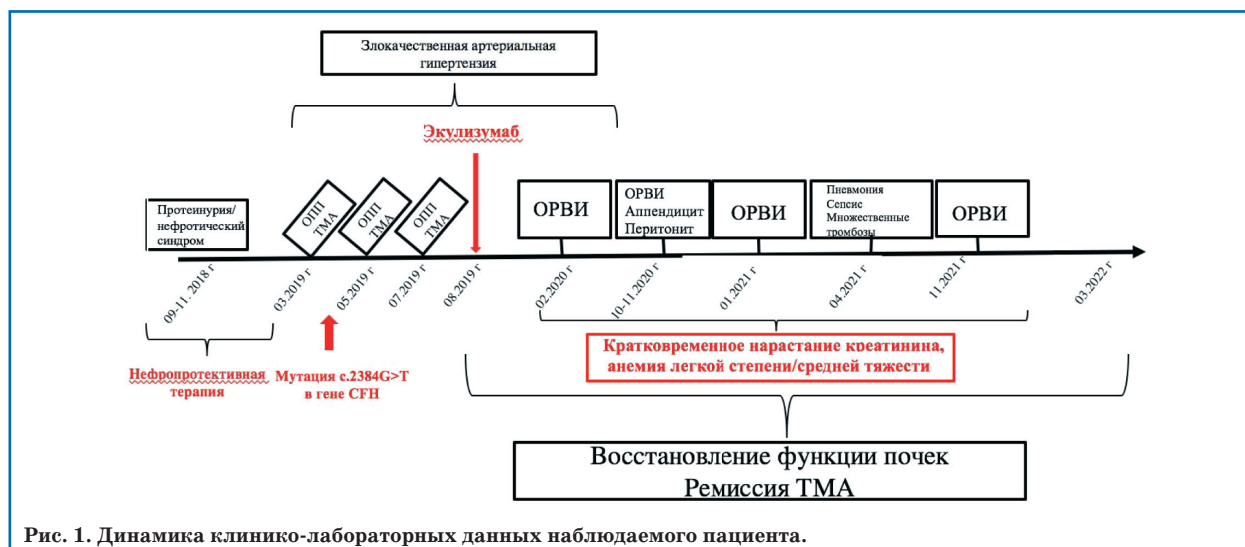 Злокачественная артериальная
гипертензия
Экулизумаб
Протеинурия/
нефротический
синдром
ОПП
ТМА
ОПП
ТМА
ОПП
ТМА
ОРВИ
ОРВИ
Аппендицит
Перитонит
ОРВИ
Пневмония
Сепсис
Множественные
тромбозы
ОРВИ
09-11. 2018 г
03.2019 г
05.2019 г
07.2019 г
08.2019 г
02.2020 г
10-11.2020 г
01.2021 г
04.2021 г
11.2021 г
03.2022 г
Нефропротективная
терапия
Мутация c.2384G>T
в гене CFH
Кратковременное нарастание креатинина,
анемия легкой степени/средней тяжести
Восстановление функции почек
Ремиссия ТМА
Рис. 1. Динамика клинико-лабораторных данных наблюдаемого пациента.